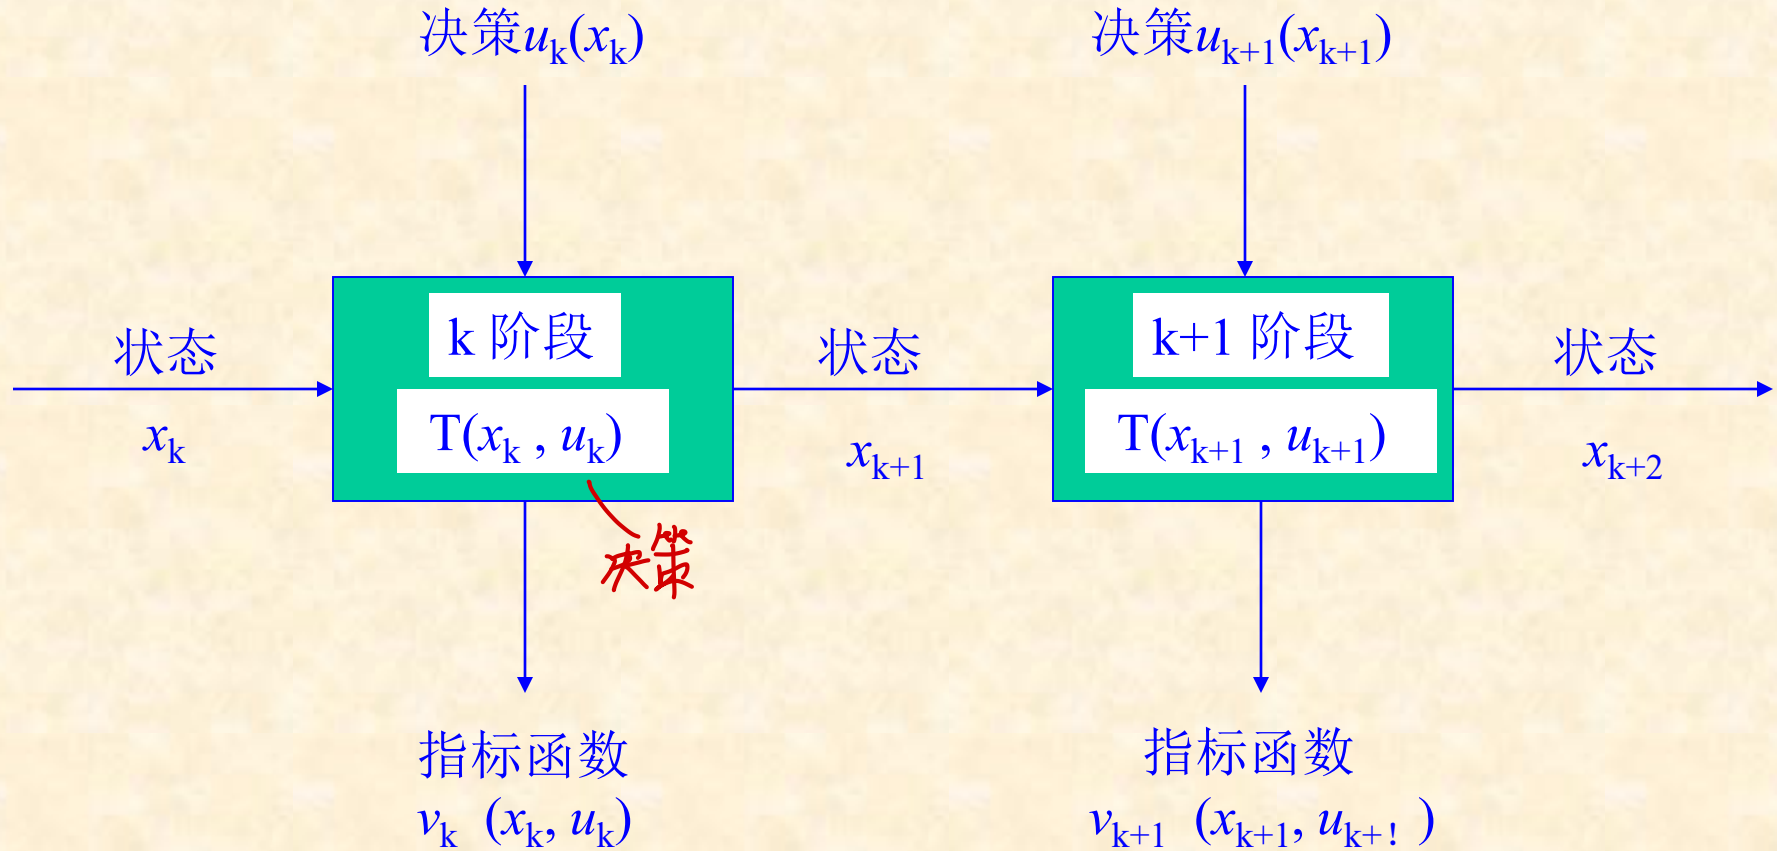 决策uk(xk)
决策uk+1(xk+1)
k 阶段
k+1 阶段
状态
状态
状态
T(xk , uk)
T(xk+1 , uk+1)
xk
xk+1
xk+2
决策
指标函数
指标函数
vk (xk, uk)
vk+1 (xk+1, uk+! )